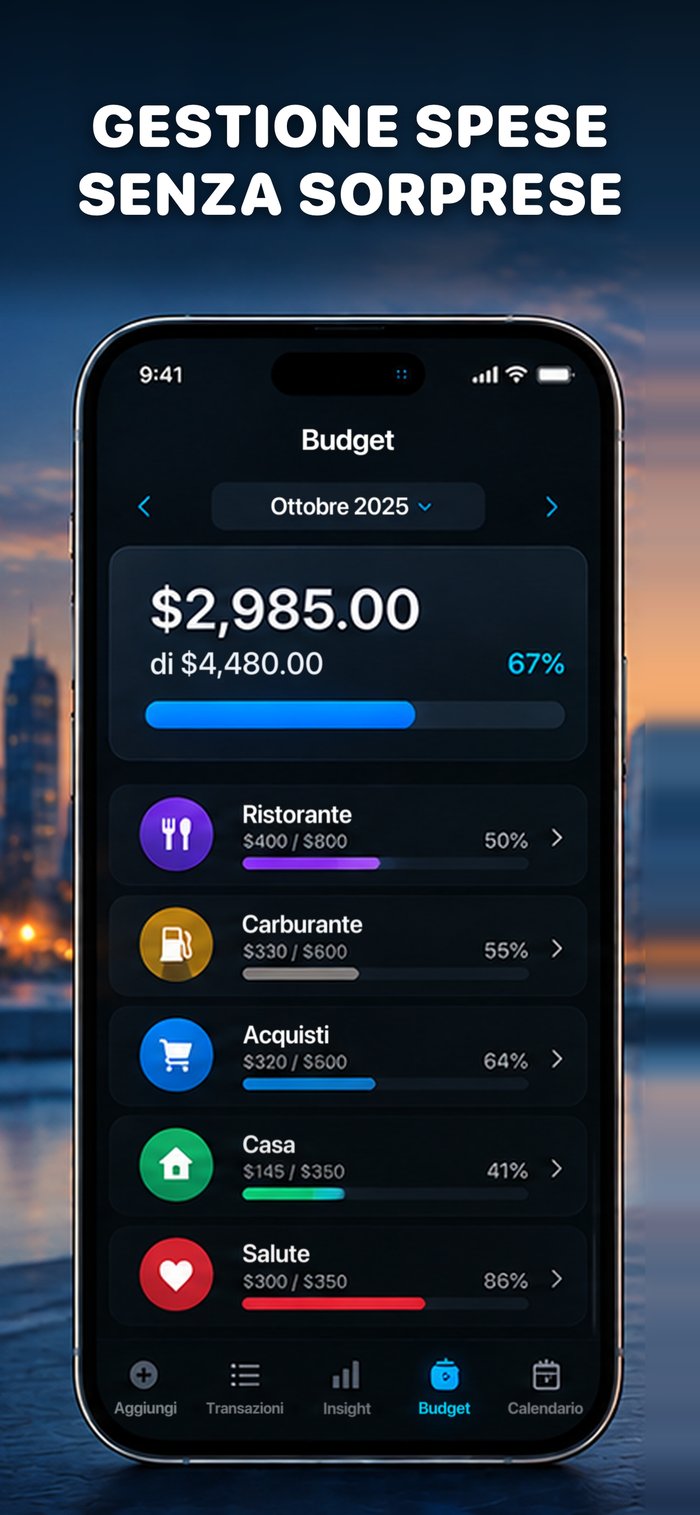 GESTIONE SPESE
SENZA SORPRESE
9:41
Budget
Ottobre 2025
$2,985.00
di $4,480.00
67%
Ristorante
$400 / $800
50%
Carburante
$330 / $600
55%
Acquisti
$320 / $600
64%
Casa
$145 / $350
41%
Salute
$300 / $350
86%
Aggiungi
Transazioni
Insight
Budget
Calendario